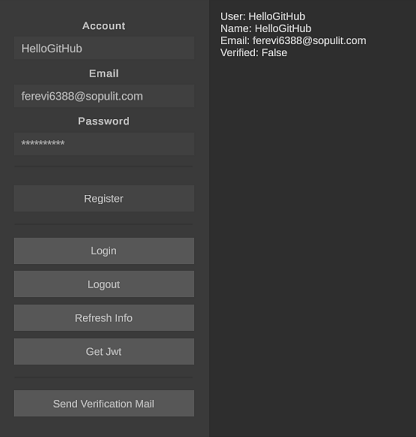 Account
HelloGitHub
Email
ferevi6388@sopulit.com
Password
**********
Register
Login
Logout
Refresh Info
Get Jwt
Send Verification Mail
User: HelloGitHub
Name: HelloGitHub
Email: ferevi6388@sopulit.com
Verified: False